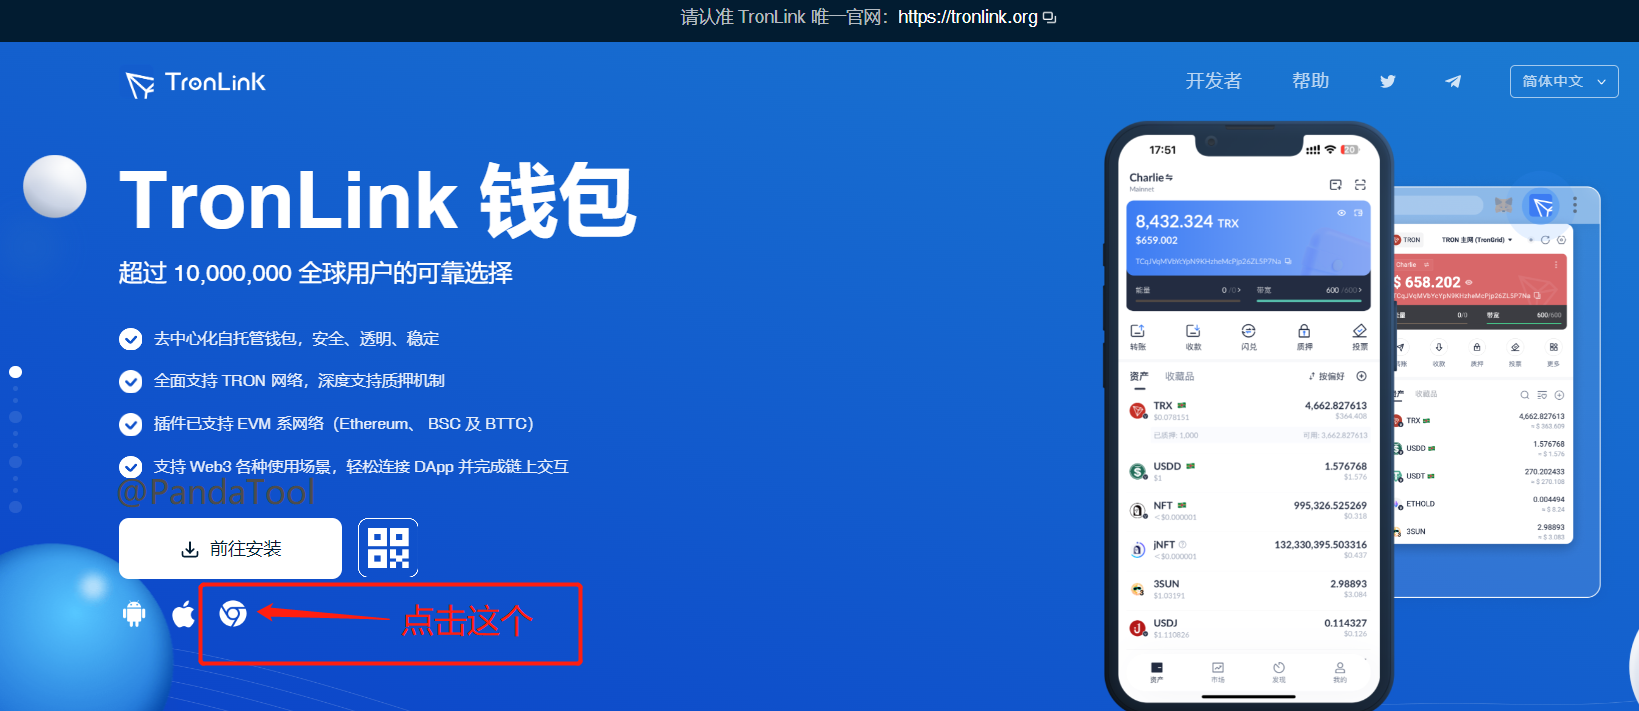 请认准 TronLink 唯一官网：https://tronlink.org
TronLink
开发者
帮助
简体中文
TronLink 钱包
超过 10,000,000 全球用户的可靠选择
去中心化自托管钱包，安全、透明、稳定
全面支持 TRON 网络，深度支持质押机制
插件已支持 EVM 系网络（Ethereum、 BSC 及 BTTC）
支持 Web3 各种使用场景，轻松连接 DApp 并完成链上交互
@PandaTool
前往安装
点击这个
17:51
20
Charlie
Mainnet
8,432.324 TRX
$659.002
TCqJVqMVbYcYpN9KHzheMcPjp26ZL5P7Na
能量
0 /0
带宽
600 /600
转账
收款
闪兑
质押
投票
资产
收藏品
按偏好
TRX
4,662.827613
$0.078151
$364.408
已质押: 1,000
可用: 3,662.827613
USDD
1.576768
$1
$1.576
NFT
995,326.525269
<$0.000001
$0.318
jNFT
132,330,395.503316
<$0.000001
$0.437
3SUN
2.98893
$1.03191
$3.084
USDJ
0.114327
$1.110826
$0.126
资产
市场
发现
我的
TRON
TRON 主网 (TronGrid)
Charlie
$ 658.202
TCqJVqMVbYcYpN9KHzheMcPjp26ZL5P7Na
0/0
带宽
600/600
收款
质押
投票
更多
收藏品
TRX
4,662.827613
≈ $ 363.609
USDD
1.576768
≈ $ 1.576
USDT
270.202433
≈ $ 270.108
ETHOLD
0.004494
≈ $ 8.24
3SUN
2.98893
≈ $ 3.083